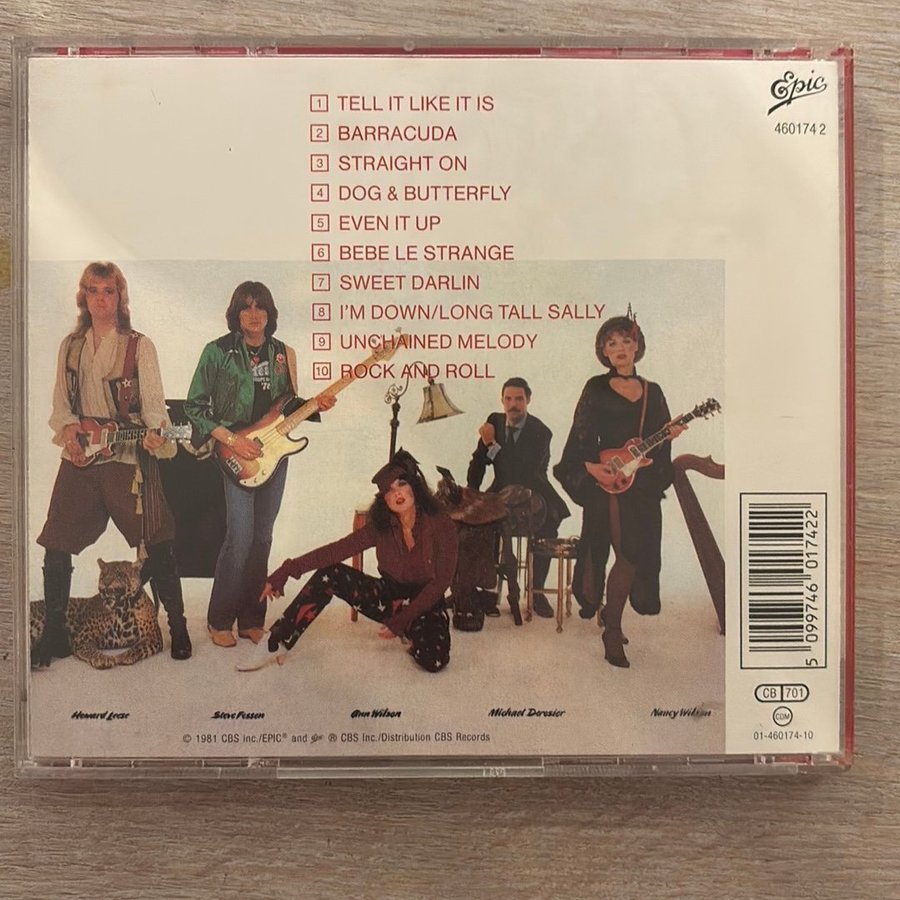 1 TELL IT LIKE IT IS
2 BARRACUDA
3 STRAIGHT ON
4 DOG & BUTTERFLY
5 EVEN IT UP
6 BEBE LE STRANGE
7 SWEET DARLIN
8 I'M DOWN/LONG TALL SALLY
9 UNCHAINED MELODY
10 ROCK AND ROLL
Epic
460174 2
5 099746 017422
CB 701
CDM
01-460174-10
Howard Leese Steve Fossen Ann Wilson Michael Derosier Nancy Wilson
© 1981 CBS Inc./EPIC® and ℗ CBS Inc./Distribution CBS Records